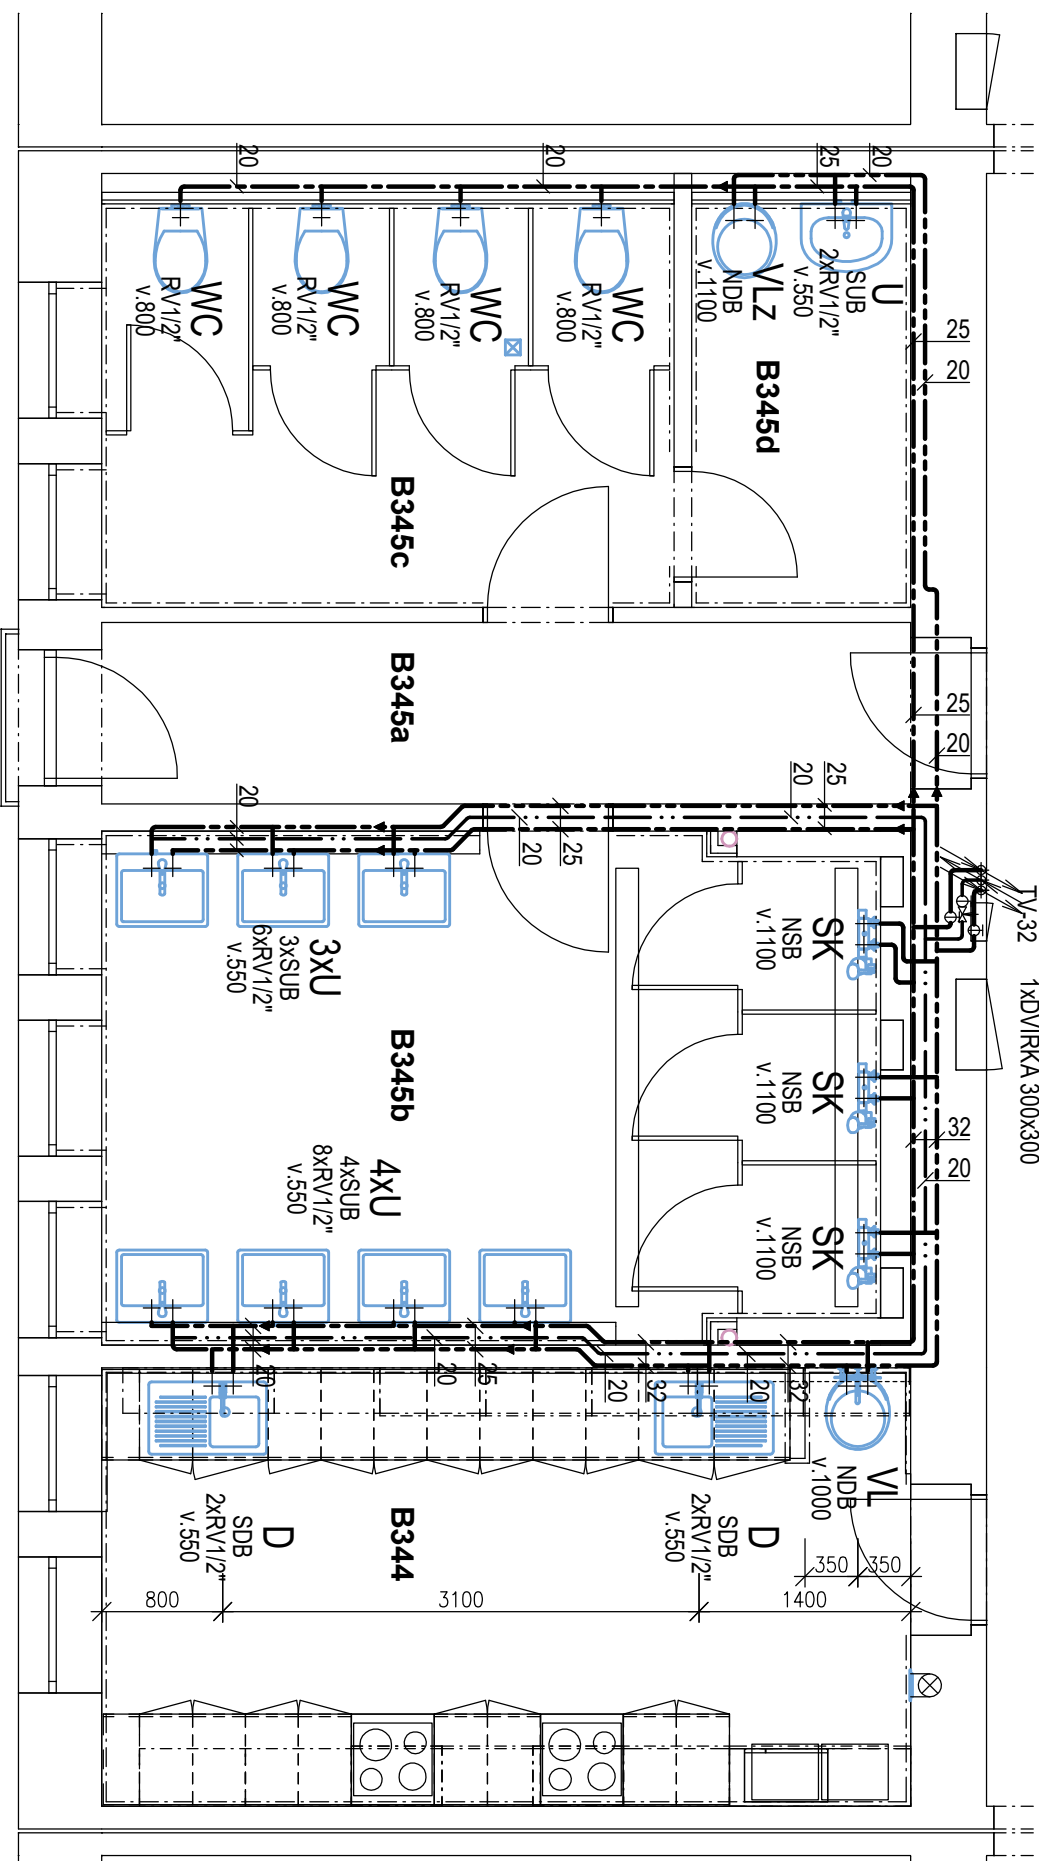 20
20
25
20
WC
RV1/2"
v.800
WC
RV1/2"
v.800
WC
RV1/2"
v.800
WC
RV1/2"
v.800
VLz
NDB
v.1100
U
SUB
2xRV1/2"
v.550
25
20
B345d
B345c
B345a
25
20
20
20
25
20
25
20
TV-32
1xDVÍŘKA 300x300
3xU
3xSUB
6xRV1/2"
v.550
SK
NSB
v.1100
B345b
SK
NSB
v.1100
32
20
4xU
4xSUB
8xRV1/2"
v.550
SK
NSB
v.1100
20
20
25
20
32
20
32
D
SDB
2xRV1/2"
v.550
B344
D
SDB
2xRV1/2"
v.550
VL
NDB
v.1000
350
350
800
3100
1400